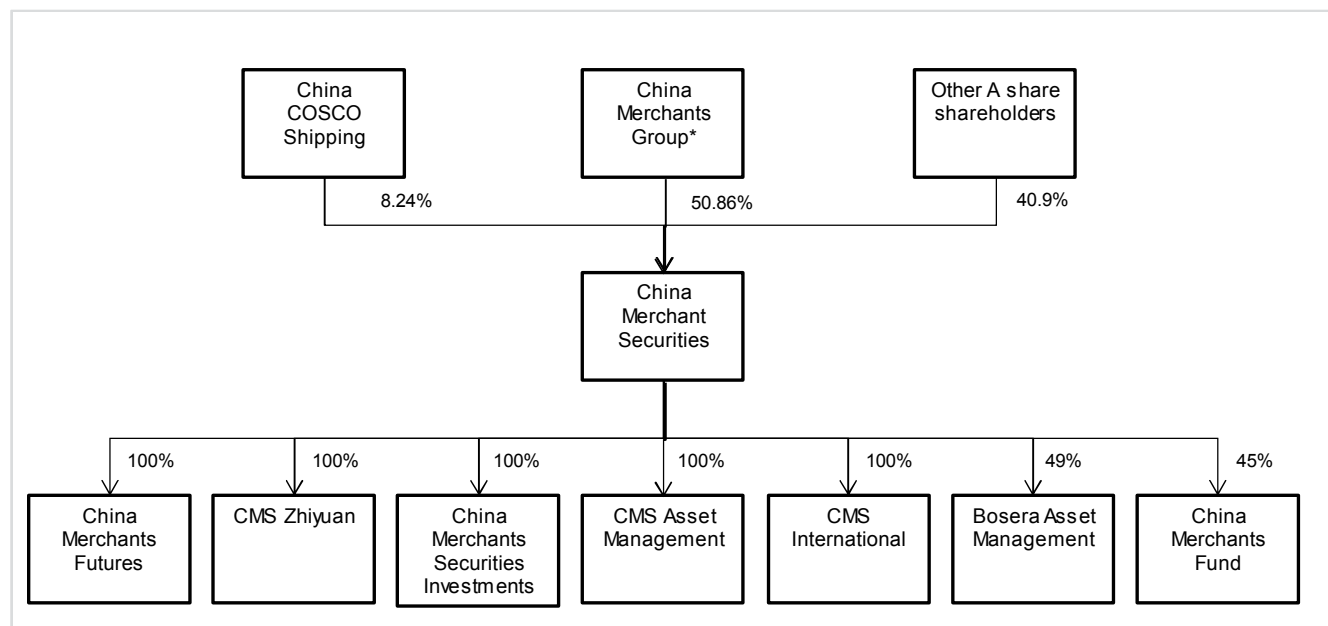 China
COSCO
Shipping
China
Merchants
Group*
Other A share
shareholders
8.24%
50.86%
40.9%
China
Merchant
Securities
100%
100%
100%
100%
100%
49%
45%
China
Merchants
Futures
CMS Zhiyuan
China
Merchants
Securities
Investments
CMS Asset
Management
CMS
International
Bosera Asset
Management
China
Merchants
Fund